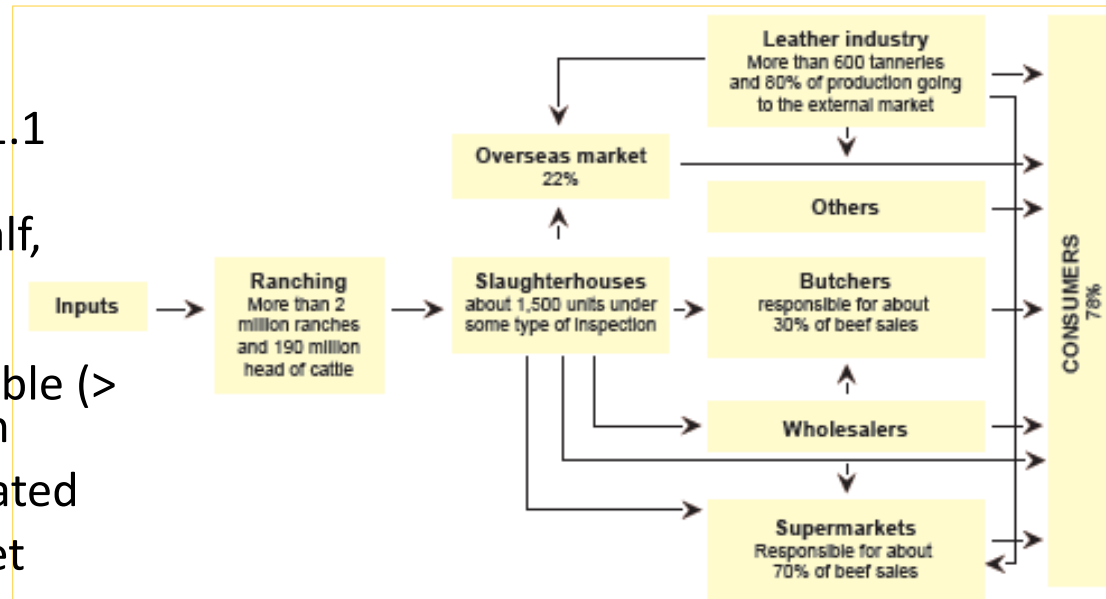 1.1
alf,
ble (>
n
ated
et
Leather industry
More than 600 tanneries
and 80% of production going
to the external market
Overseas market
22%
Others
Inputs
Ranching
More than 2
million ranches
and 190 million
head of cattle
Slaughterhouses
about 1,500 units under
some type of inspection
Butchers
responsible for about
30% of beef sales
Wholesalers
Supermarkets
Responsible for about
70% of beef sales
CONSUMERS
78%